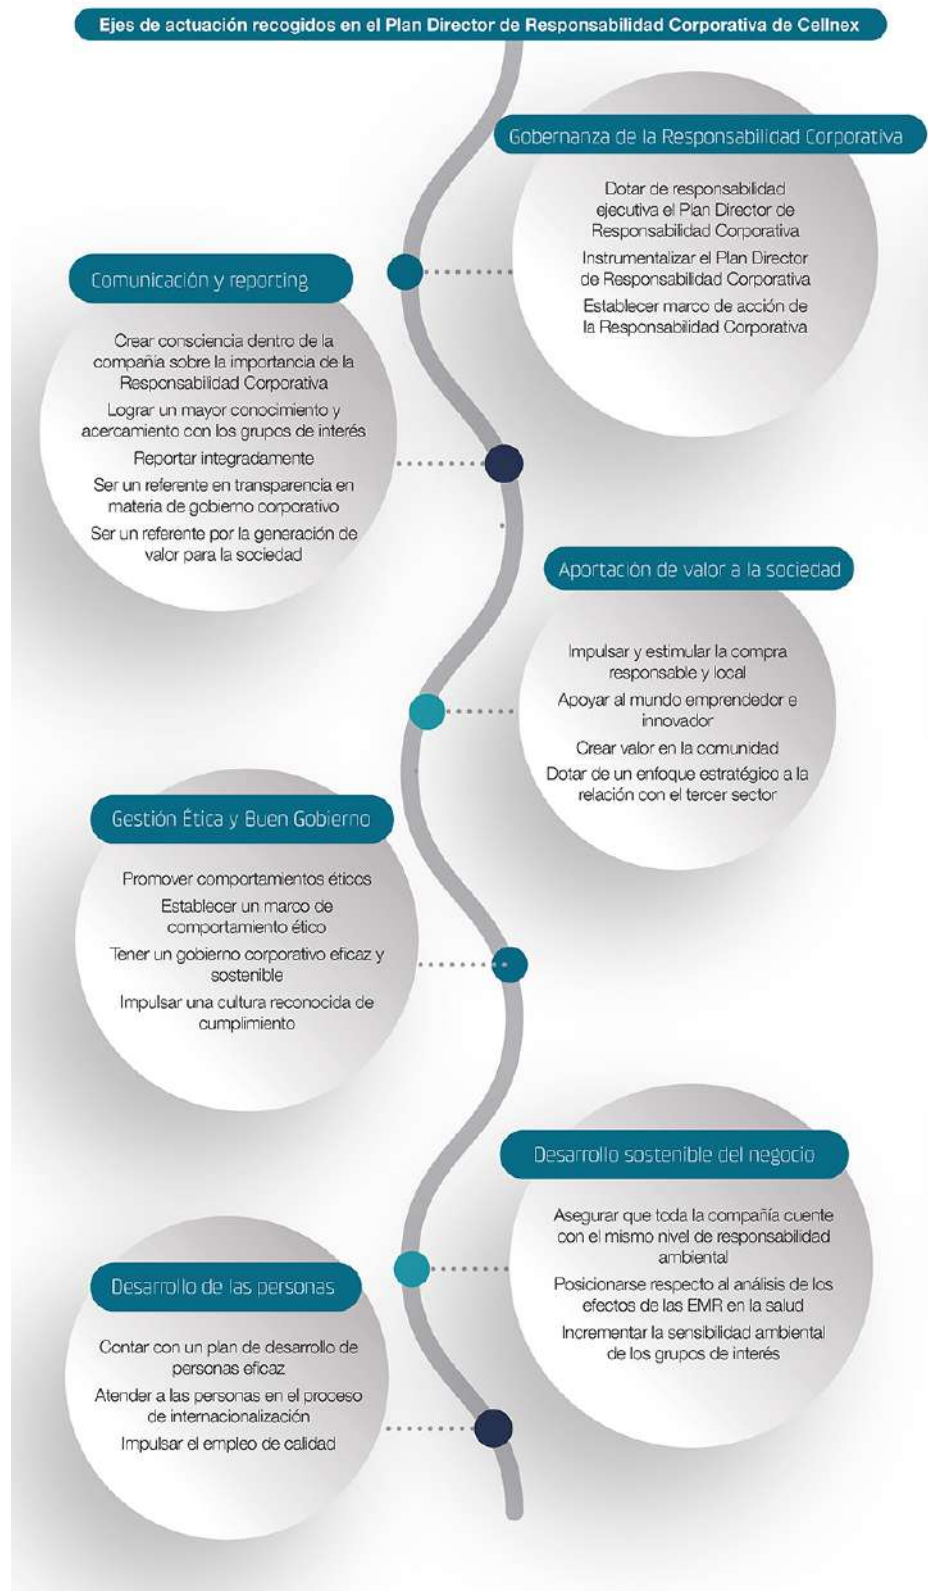 Ejes de actuación recogidos en el Plan Director de Responsabilidad Corporativa de Cellnex
Gobernanza de la Responsabilidad Corporativa
Dotar de responsabilidad
ejecutiva el Plan Director de
Responsabilidad Corporativa
Instrumentalizar el Plan Director
de Responsabilidad Corporativa
Establecer marco de acción de
la Responsabilidad Corporativa
Comunicación y reporting
Crear consciencia dentro de la
compañía sobre la importancia de la
Responsabilidad Corporativa
Lograr un mayor conocimiento y
acercamiento con los grupos de interés
Reportar integradamente
Ser un referente en transparencia en
materia de gobierno corporativo
Ser un referente por la generación de
valor para la sociedad
Aportación de valor a la sociedad
Impulsar y estimular la compra
responsable y local
Apoyar al mundo emprendedor e
innovador
Crear valor en la comunidad
Dotar de un enfoque estratégico a la
relación con el tercer sector
Gestión Ética y Buen Gobierno
Promover comportamientos éticos
Establecer un marco de
comportamiento ético
Tener un gobierno corporativo eficaz y
sostenible
Impulsar una cultura reconocida de
cumplimiento
Desarrollo sostenible del negocio
Asegurar que toda la compañía cuente
con el mismo nivel de responsabilidad
ambiental
Posicionarse respecto al análisis de los
efectos de las EMR en la salud
Incrementar la sensibilidad ambiental
de los grupos de interés
Desarrollo de las personas
Contar con un plan de desarrollo de
personas eficaz
Atender a las personas en el proceso
de internacionalización
Impulsar el empleo de calidad